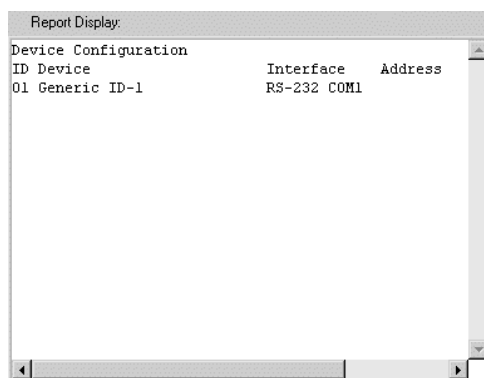 Report Display:
Device Configuration
ID Device Interface Address
01 Generic ID-1 RS-232 COM1